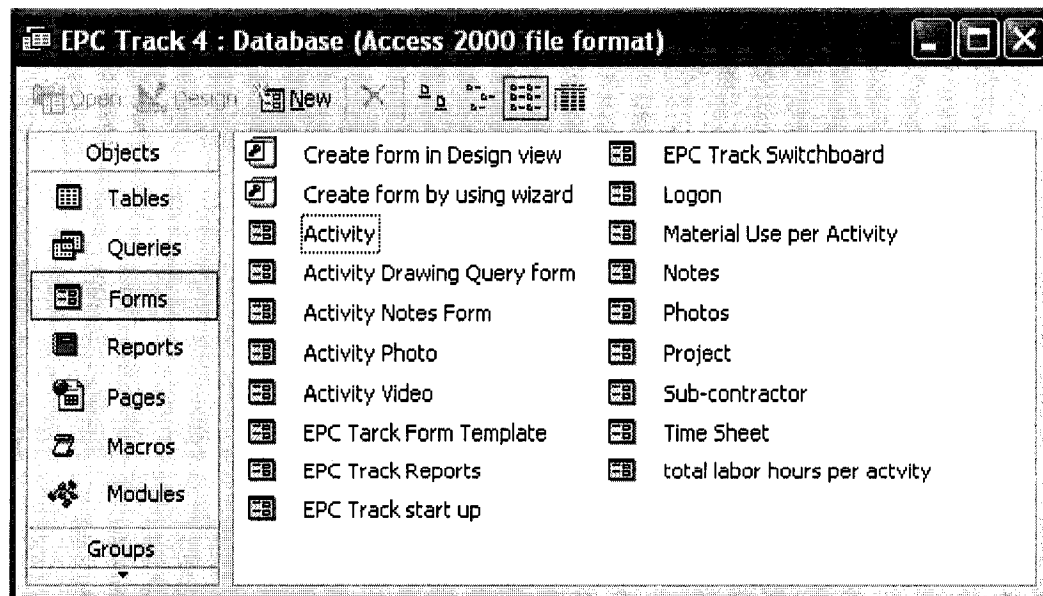 EPC Track 4 : Database (Access 2000 file format)
Open Design New
Objects
Tables
Queries
Forms
Reports
Pages
Macros
Modules
Groups
Create form in Design view
Create form by using wizard
Activity
Activity Drawing Query form
Activity Notes Form
Activity Photo
Activity Video
EPC Tarck Form Template
EPC Track Reports
EPC Track start up
EPC Track Switchboard
Logon
Material Use per Activity
Notes
Photos
Project
Sub-contractor
Time Sheet
total labor hours per actvity